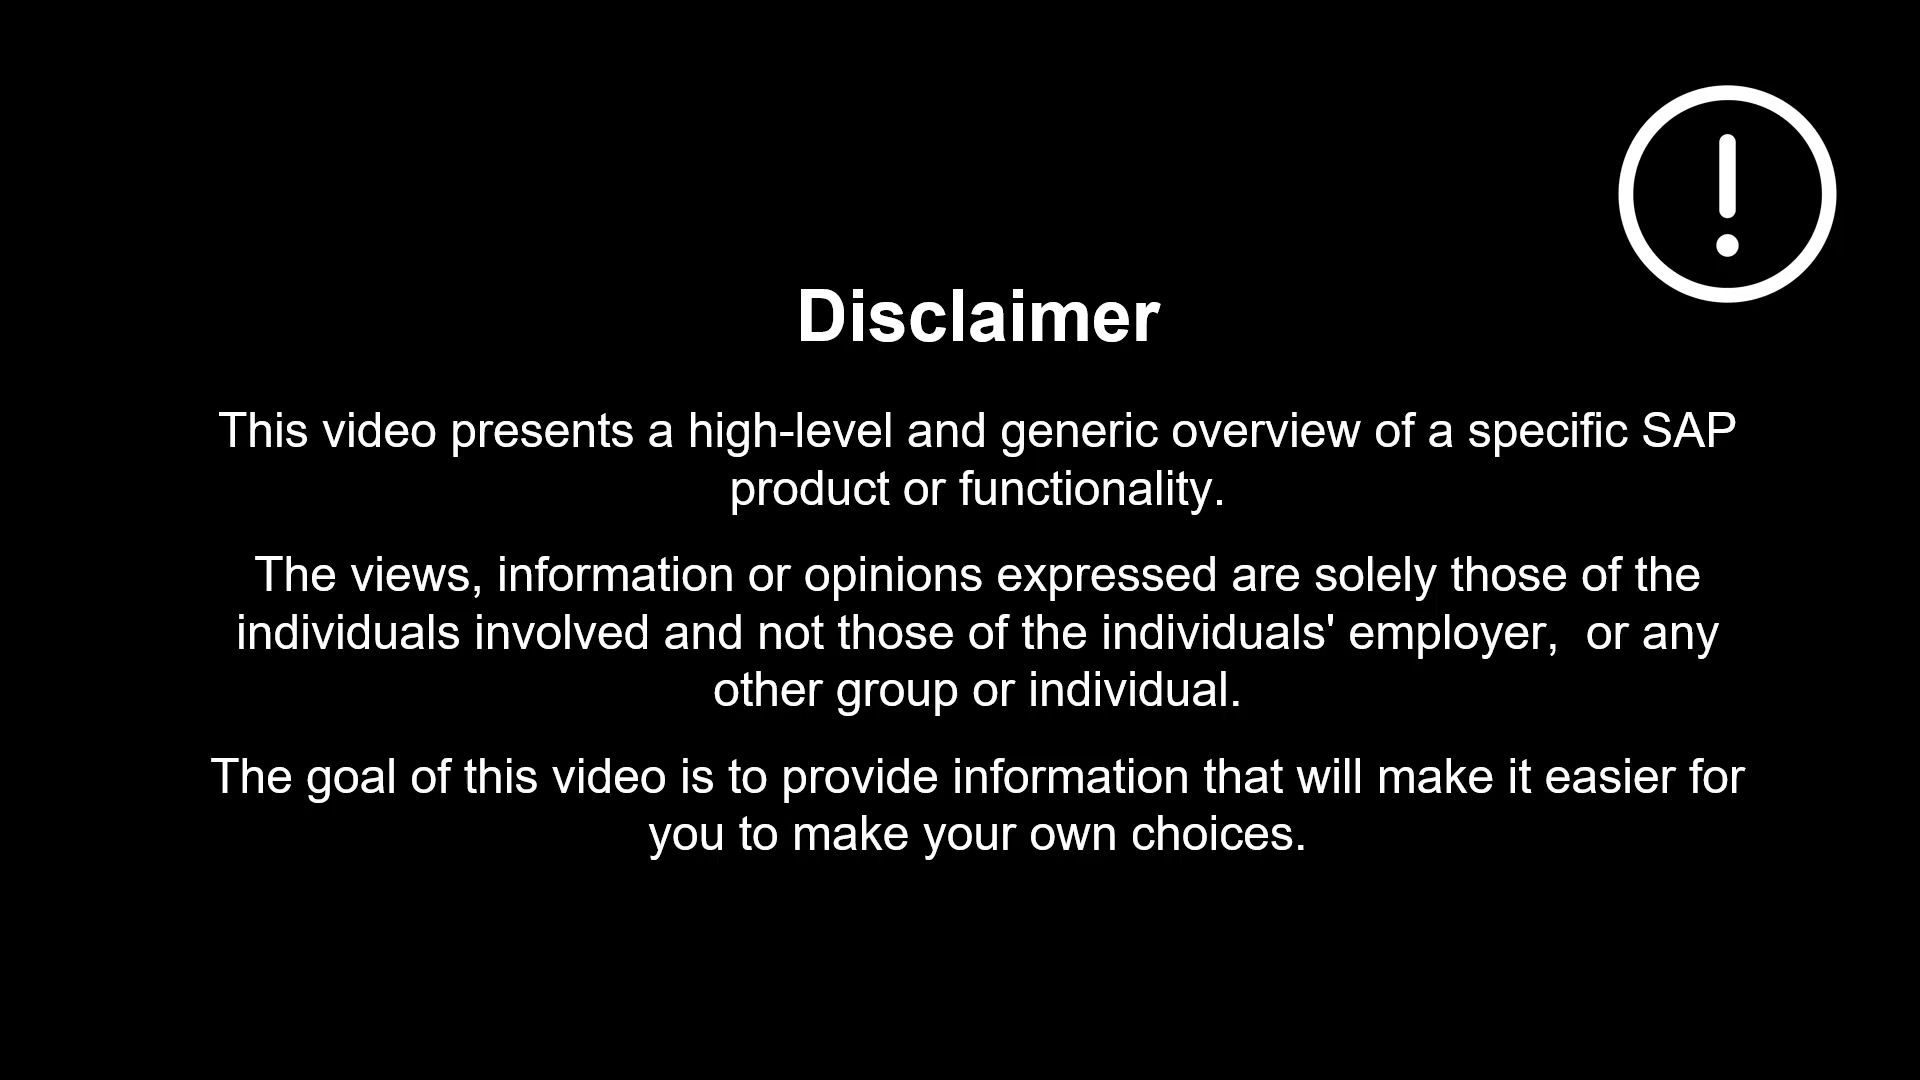 Disclaimer
This video presents a high-level and generic overview of a specific SAP
product or functionality.
The views, information or opinions expressed are solely those of the
individuals involved and not those of the individuals' employer,  or any
other group or individual.
The goal of this video is to provide information that will make it easier for
you to make your own choices.